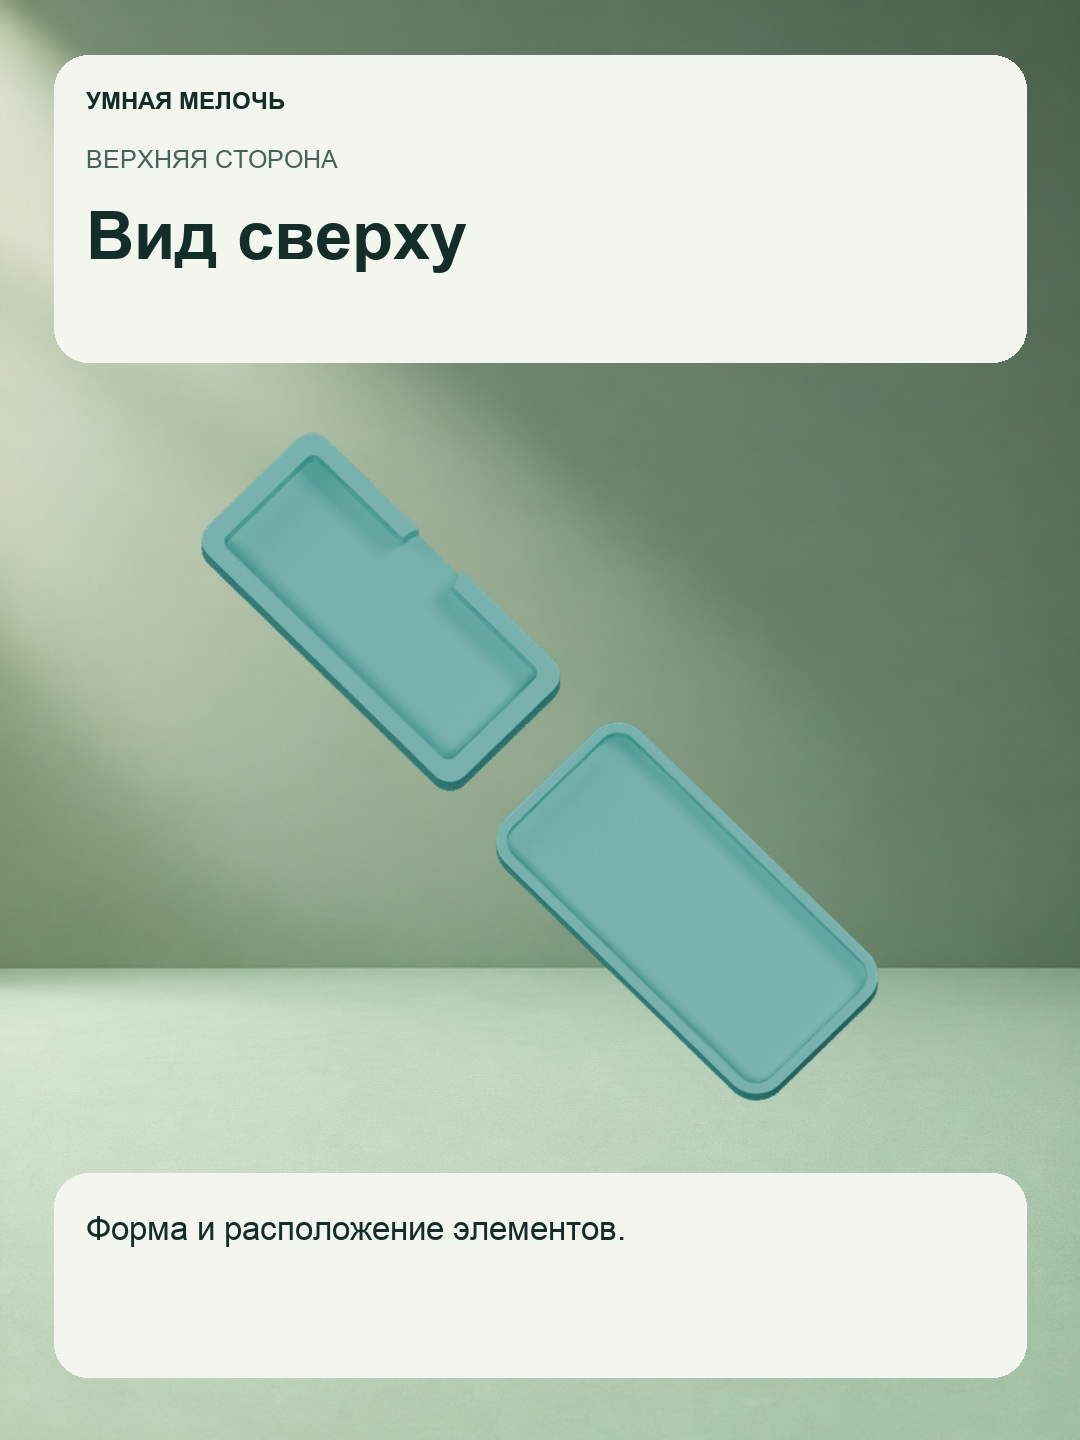 УМНАЯ МЕЛОЧЬ
ВЕРХНЯЯ СТОРОНА
Вид сверху
Форма и расположение элементов.